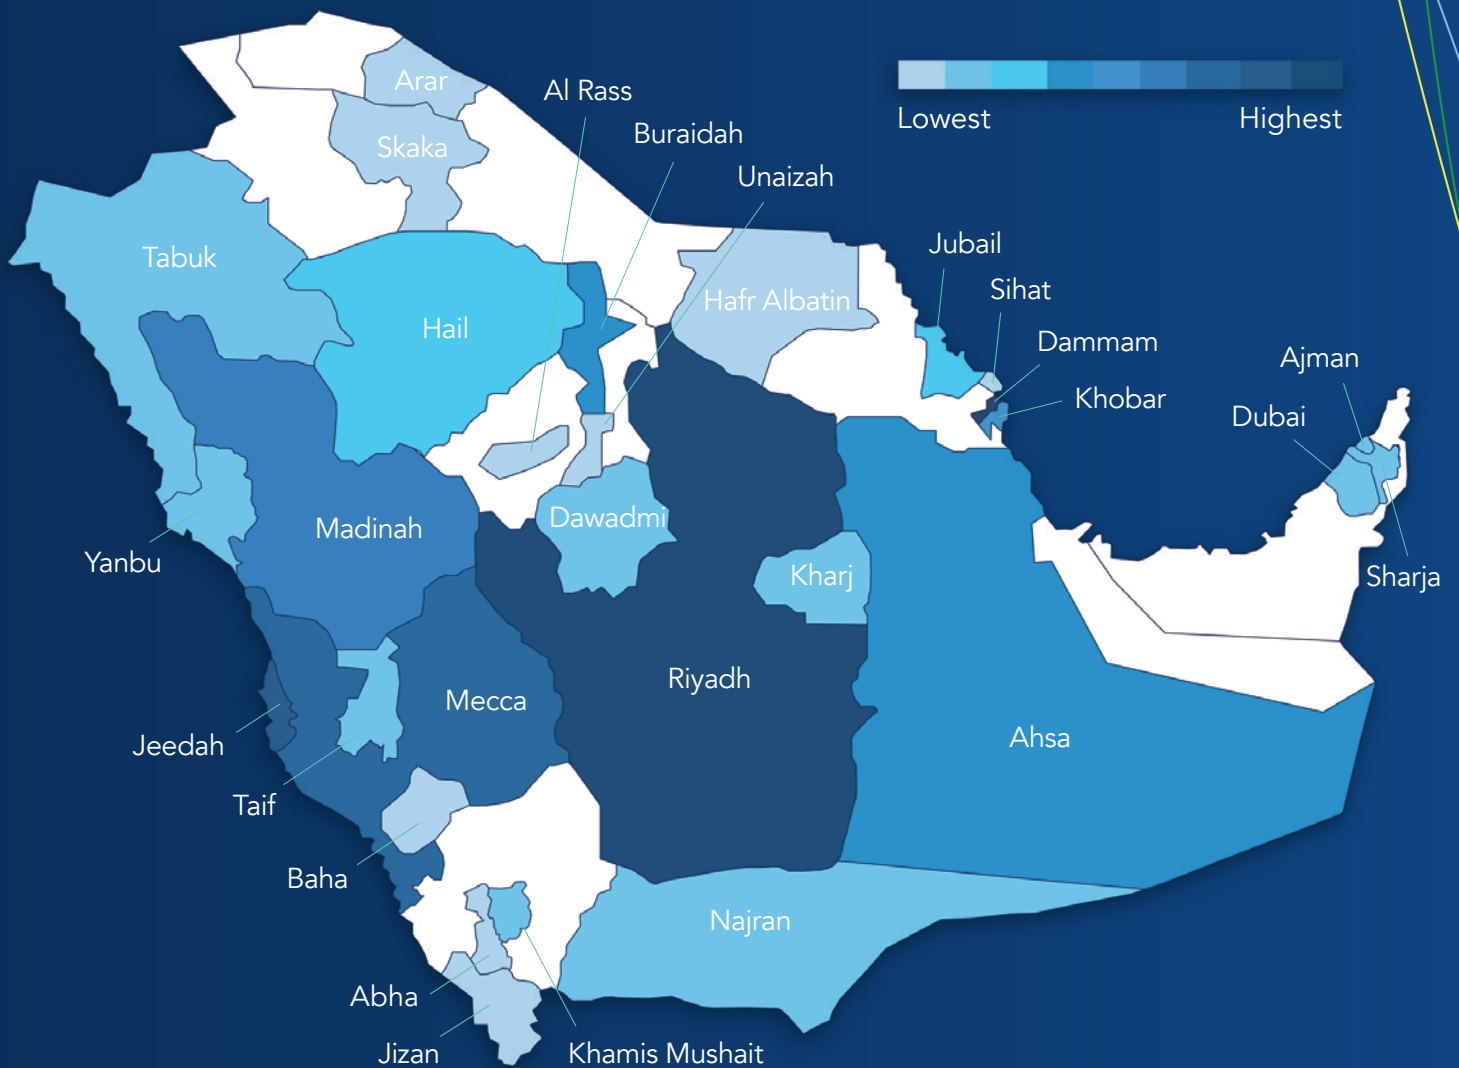 Arar
Al Rass
Lowest
Highest
Buraidah
Skaka
Unaizah
Jubail
Tabuk
Sihat
Hafr Albatin
Hail
Dammam
Ajman
Khobar
Dubai
Dawadmi
Madinah
Yanbu
Kharj
Sharja
Riyadh
Mecca
Ahsa
Jeedah
Taif
Baha
Najran
Abha
Jizan
Khamis Mushait